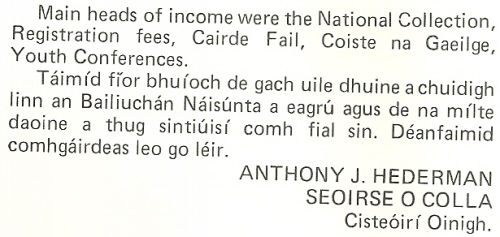 Main heads of income were the National Collection,
Registration fees, Cairde Fail, Coiste na Gaeilge,
Youth Conferences.
Táimíd fíor bhuíoch de gach uile dhuine a chuidigh
linn an Bailiuchán Náisúnta a eagrú agus de na mílte
daoine a thug sintiúisí comh fial sin. Déanfaimid
comhgáirdeas leo go léir.
ANTHONY J. HEDERMAN
SEOIRSE O COLLA
Cisteóirí Oinigh.